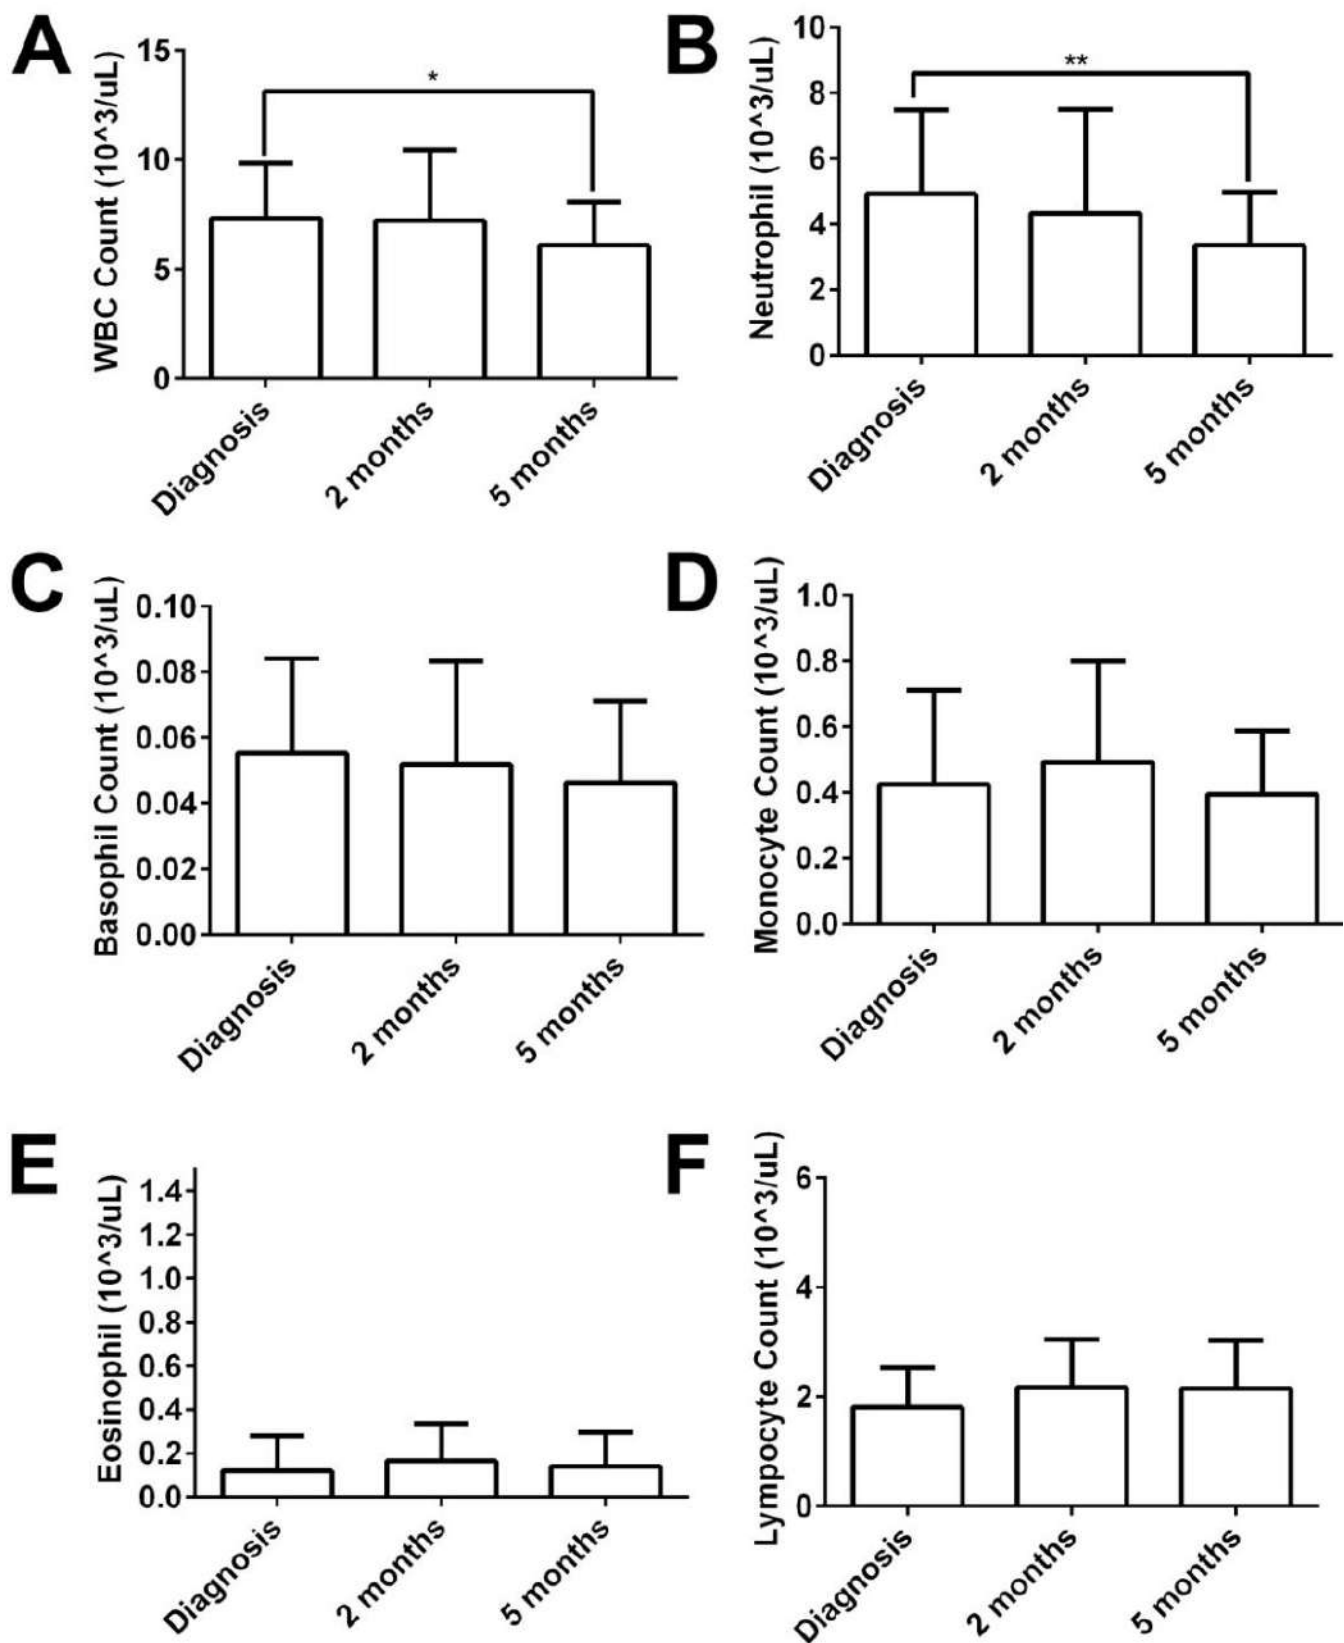 A
WBC Count (10^3/uL)
15
10
5
0
*
Diagnosis
2 months
5 months
B
Neutrophil (10^3/uL)
10
8
6
4
2
0
**
Diagnosis
2 months
5 months
C
Basophil Count (10^3/uL)
0.10
0.08
0.06
0.04
0.02
0.00
Diagnosis
2 months
5 months
D
Monocyte Count (10^3/uL)
1.0
0.8
0.6
0.4
0.2
0.0
Diagnosis
2 months
5 months
E
Eosinophil (10^3/uL)
1.4
1.2
1.0
0.8
0.6
0.4
0.2
0.0
Diagnosis
2 months
5 months
F
Lympocyte Count (10^3/uL)
6
4
2
0
Diagnosis
2 months
5 months